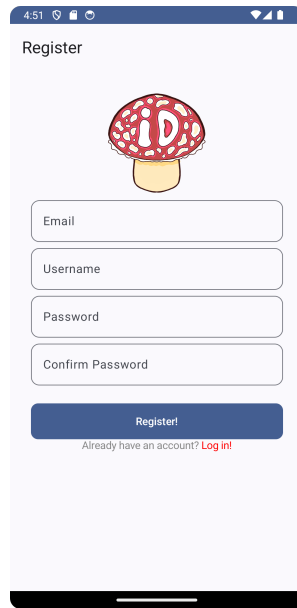 4:51
Register
ID
Email
Username
Password
Confirm Password
Register!
Already have an account? Log in!